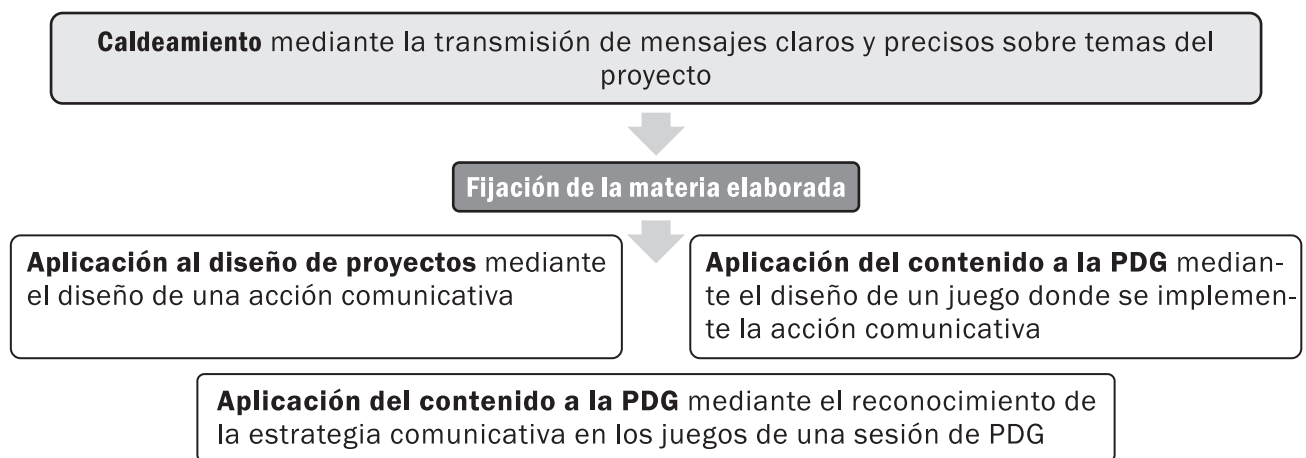 Caldeamiento mediante la transmisión de mensajes claros y precisos sobre temas del
proyecto
Fijación de la materia elaborada
Aplicación al diseño de proyectos mediante
el diseño de una acción comunicativa
Aplicación del contenido a la PDG median-
te el diseño de un juego donde se implemen-
te la acción comunicativa
Aplicación del contenido a la PDG mediante el reconocimiento de
la estrategia comunicativa en los juegos de una sesión de PDG